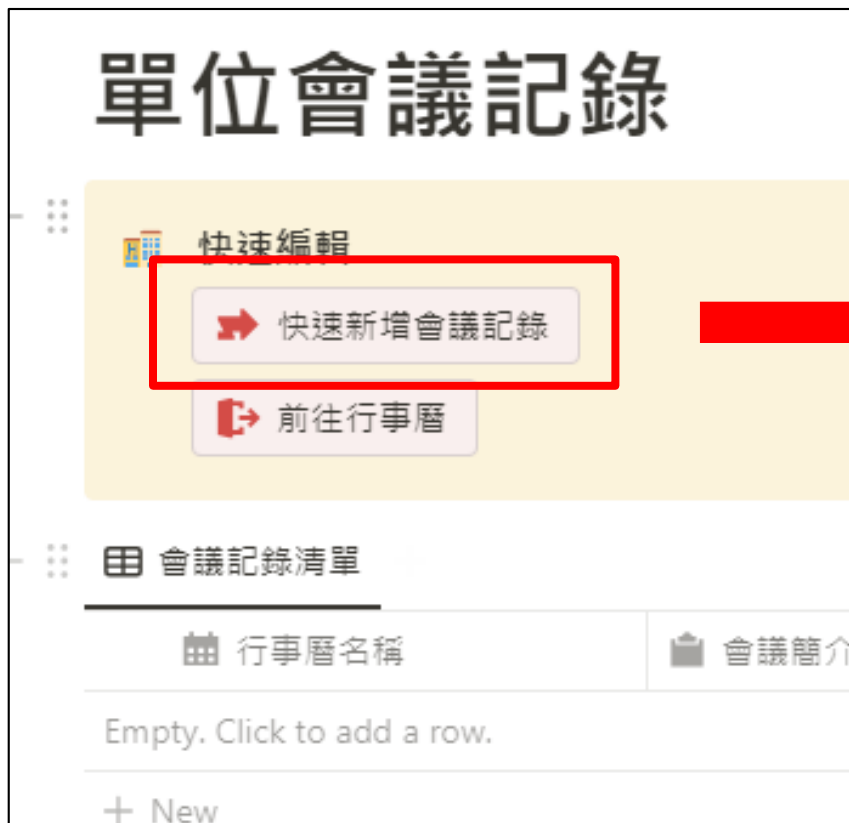 單位會議記錄
快速編輯
快速新增會議記錄
前往行事曆
會議記錄清單
行事曆名稱 會議簡介
Empty. Click to add a row.
+ New